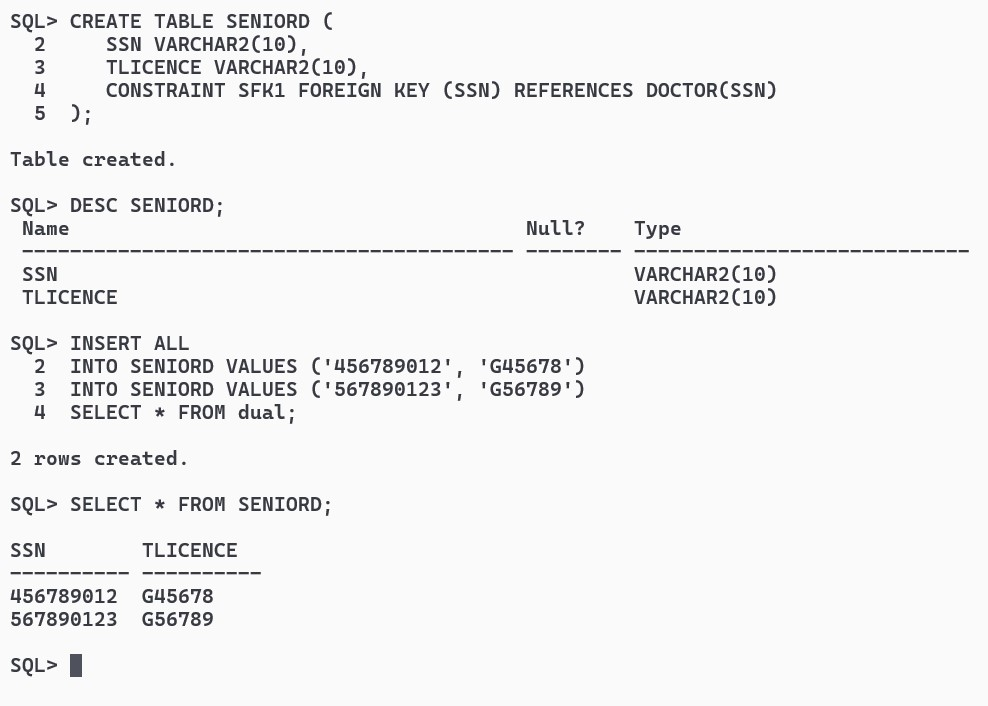 SQL> CREATE TABLE SENIORD (
  2     SSN VARCHAR2(10),
  3     TLICENCE VARCHAR2(10),
  4     CONSTRAINT SFK1 FOREIGN KEY (SSN) REFERENCES DOCTOR(SSN)
  5  );
Table created.
SQL> DESC SENIORD;
 Name                                      Null?    Type
 ----------------------------------------- -------- ----------------------------
 SSN                                                VARCHAR2(10)
 TLICENCE                                           VARCHAR2(10)
SQL> INSERT ALL
  2  INTO SENIORD VALUES ('456789012', 'G45678')
  3  INTO SENIORD VALUES ('567890123', 'G56789')
  4  SELECT * FROM dual;
2 rows created.
SQL> SELECT * FROM SENIORD;
SSN        TLICENCE
---------- ----------
456789012  G45678
567890123  G56789
SQL>